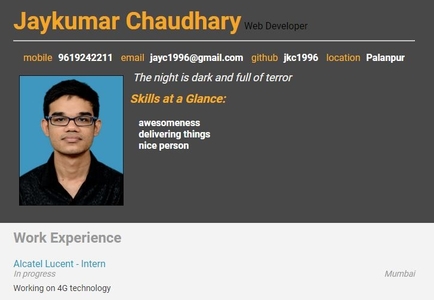 Jaykumar Chaudhary Web Developer
mobile 9619242211 email jayc1996@gmail.com github jkc1996 location Palanpur
The night is dark and full of terror
Skills at a Glance:
awesomeness
delivering things
nice person
Work Experience
Alcatel Lucent - Intern
In progress Mumbai
Working on 4G technology